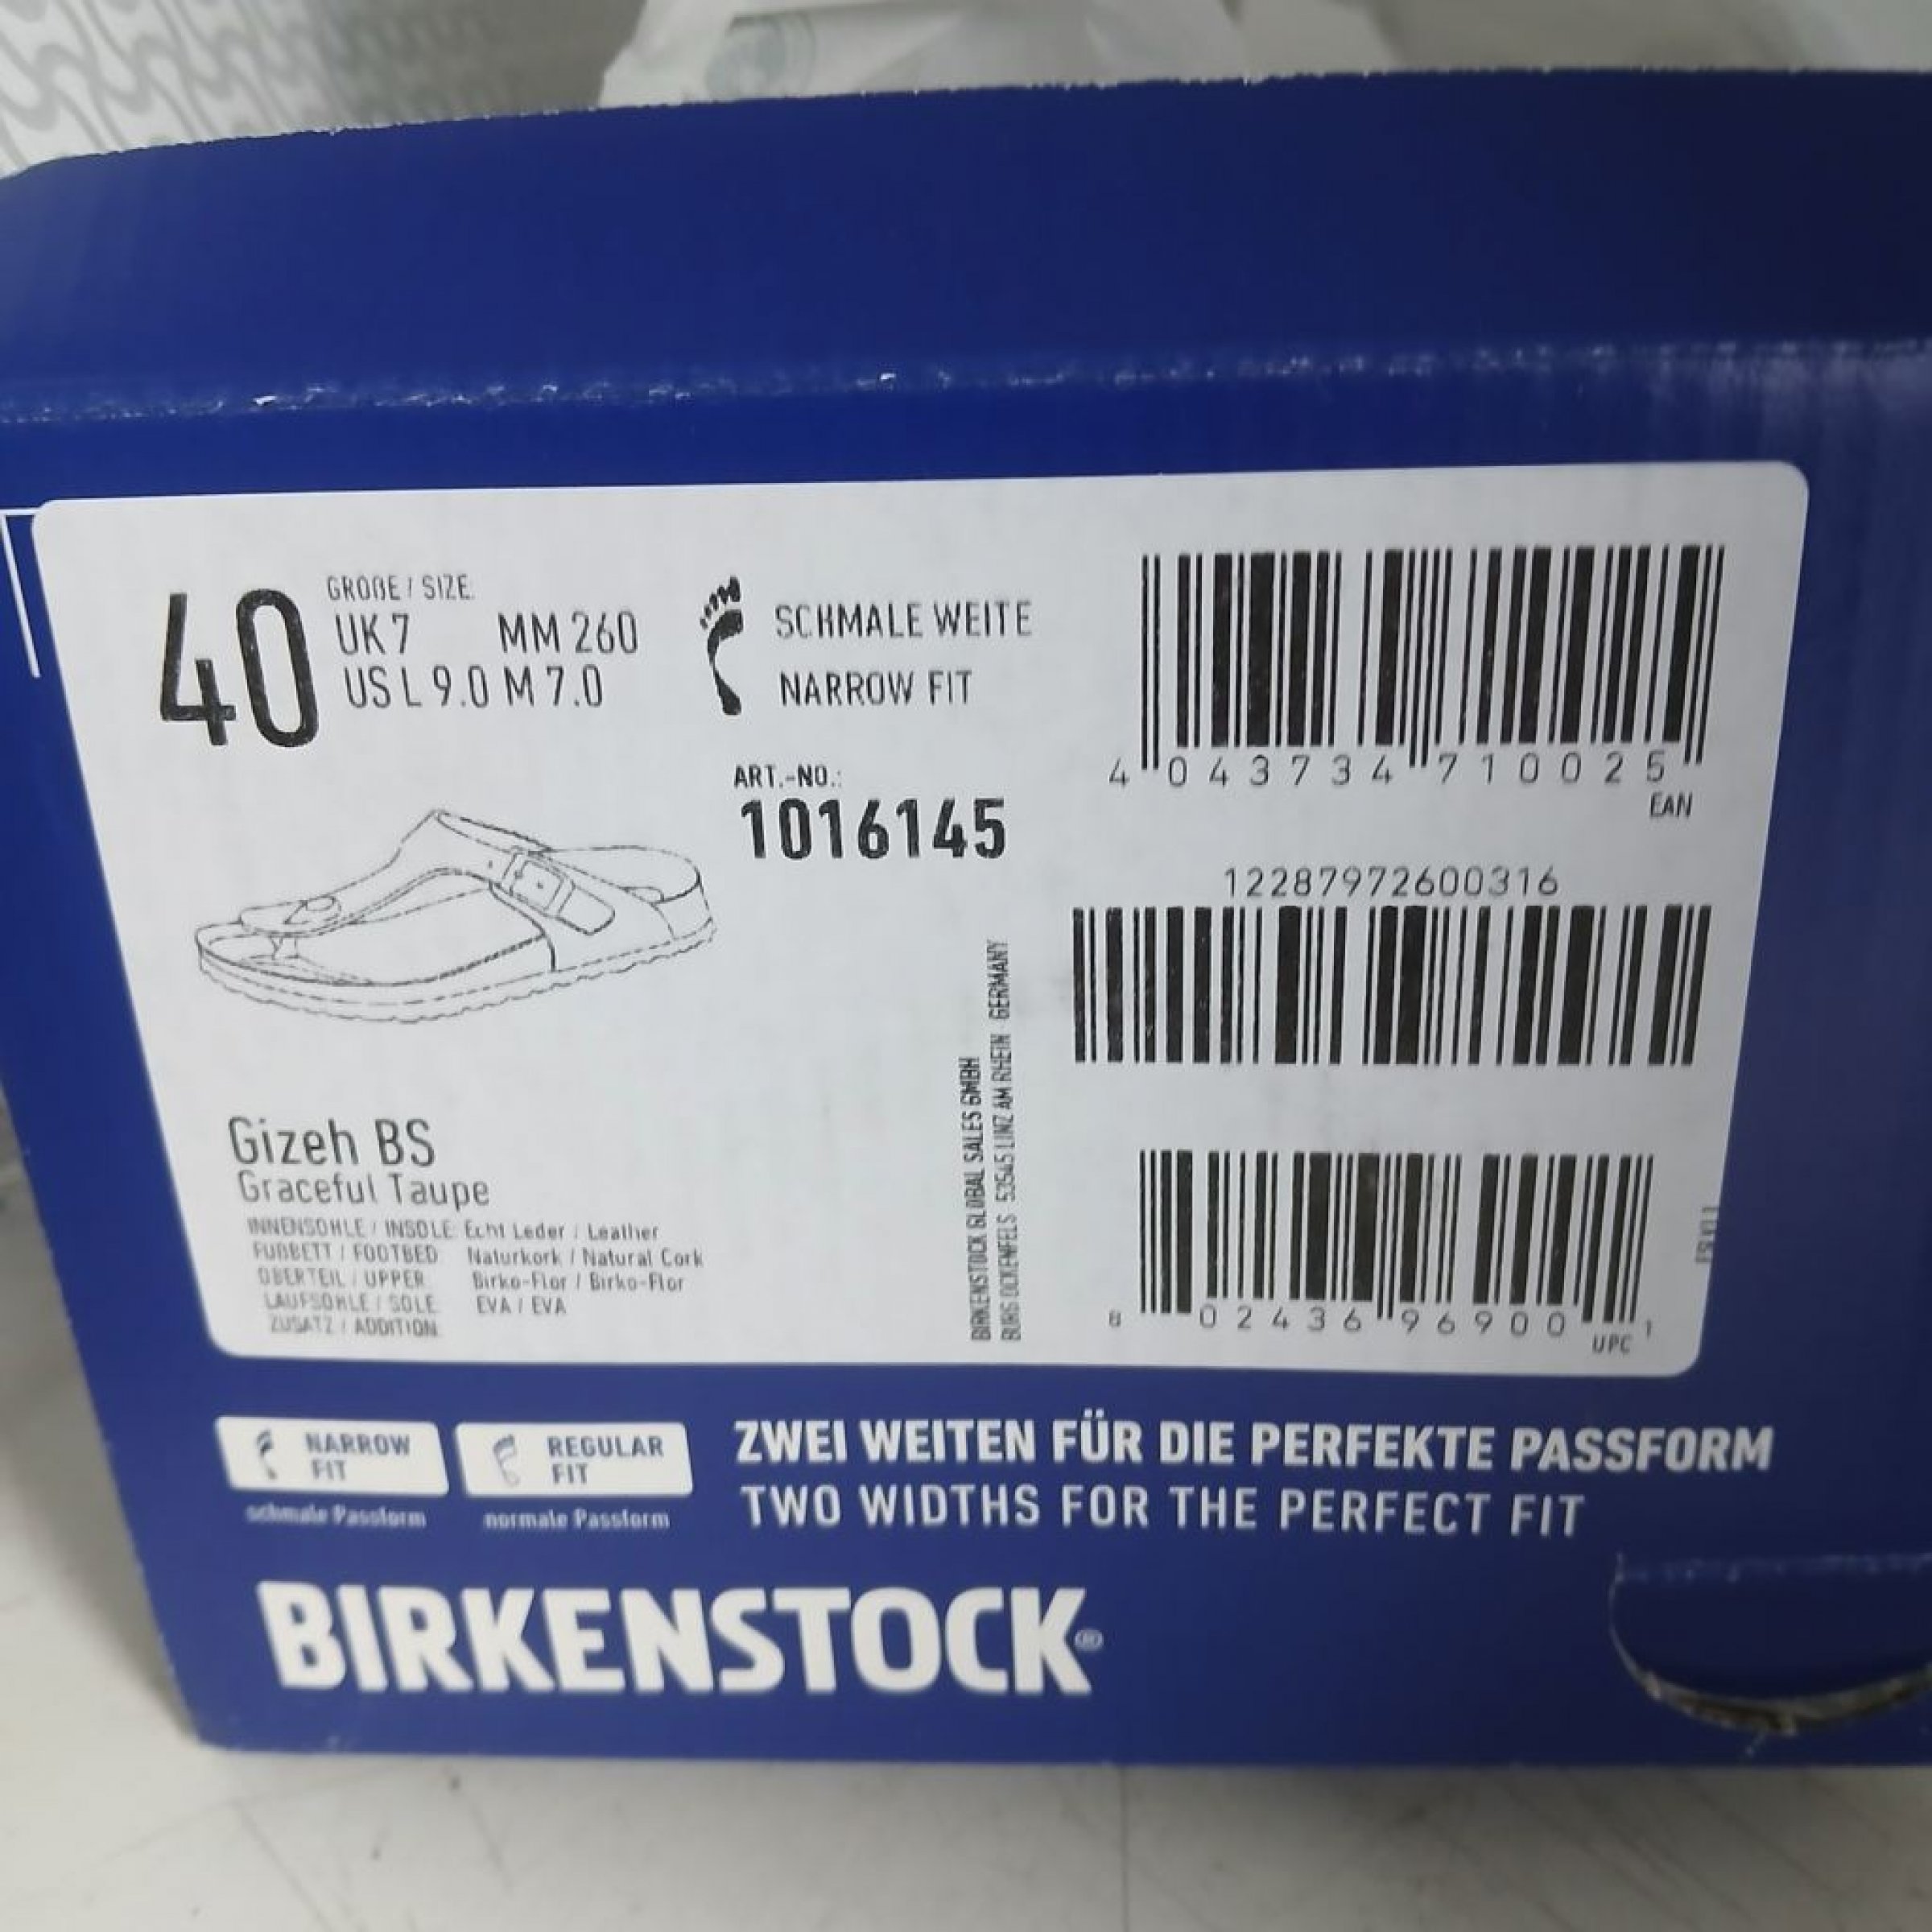 40
GRÖßE / SIZE
UK 7 MM 260
US L 9.0 M 7.0
SCHMALE WEITE
NARROW FIT
ART.-NO.:
1016145
4 043734 710025
EAN
12287972600316
Gizeh BS
Graceful Taupe
INNENSOHLE / INSOLE: Echt Leder / Leather
FUßBETT / FOOTBED Naturkork / Natural Cork
OBERTEIL / UPPER Birko-Flor / Birko-Flor
LAUFSOHLE / SOLE EVA / EVA
ZUSATZ / ADDITION
BIRKENSTOCK GLOBAL SALES GMBH
BURG OCKENFELS 53545 LINZ AM RHEIN GERMANY
8 02436 96900 1
UPC
NARROW FIT
schmale Passform
REGULAR FIT
normale Passform
ZWEI WEITEN FÜR DIE PERFEKTE PASSFORM
TWO WIDTHS FOR THE PERFECT FIT
BIRKENSTOCK®